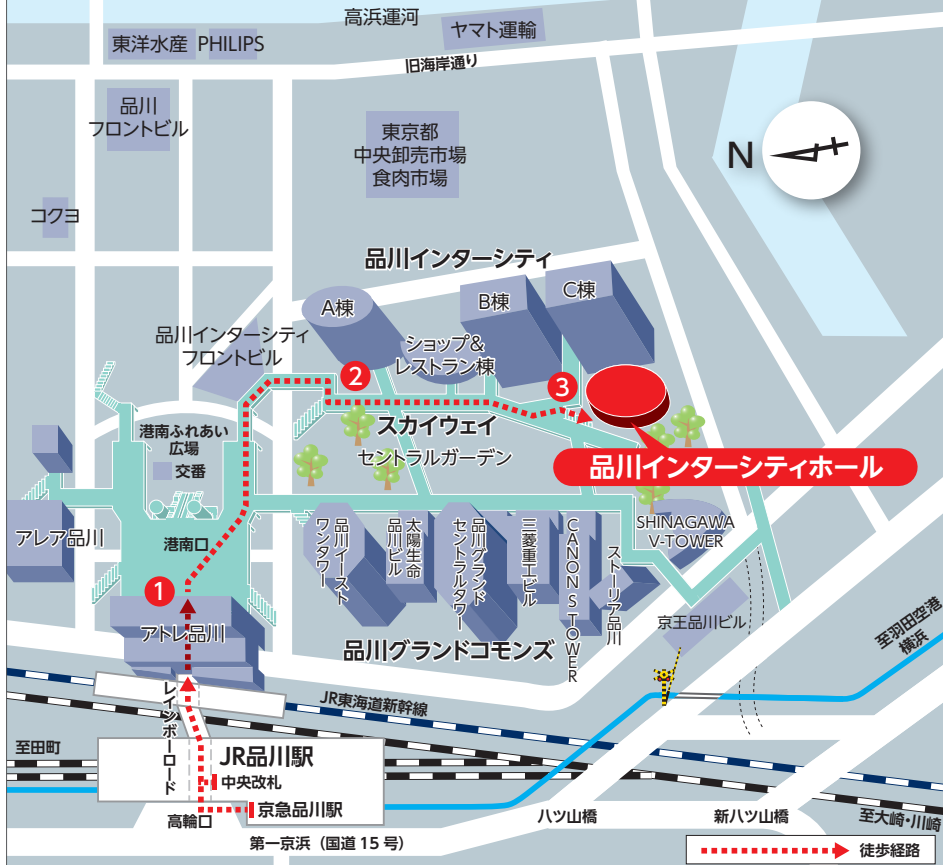 高浜運河
東洋水産
PHILIPS
ヤマト運輸
旧海岸通り
品川
フロントビル
東京都
中央卸売市場
食肉市場
N
コクヨ
品川インターシティ
A棟
B棟
C棟
品川インターシティ
フロントビル
ショップ&
レストラン棟
2
3
スカイウェイ
セントラルガーデン
品川インターシティホール
港南ふれあい
広場
交番
アレア品川
港南口
1
アトレ品川
品川イースト
ワンタワー
太陽生命
品川ビル
品川グランド
セントラルタワー
三菱重工ビル
CANON S TOWER
ストーリア品川
SHINAGAWA
V-TOWER
品川グランドコモンズ
京王品川ビル
至羽田空港
横浜
レインボーロード
JR東海道新幹線
至田町
JR品川駅
中央改札
京急品川駅
高輪口
八ツ山橋
新八ツ山橋
至大崎・川崎
第一京浜（国道15号）
徒歩経路